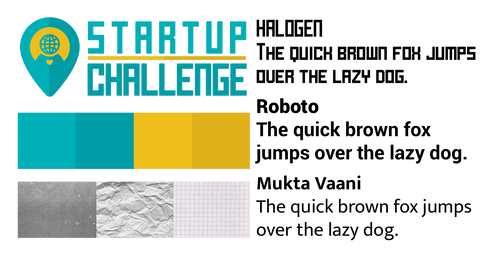 STARTUP
CHALLENGE
HALOGEN
THE QUICK BROWN FOX JUMPS
OVER THE LAZY DOG.
Roboto
The quick brown fox
jumps over the lazy dog.
Mukta Vaani
The quick brown fox jumps
over the lazy dog.